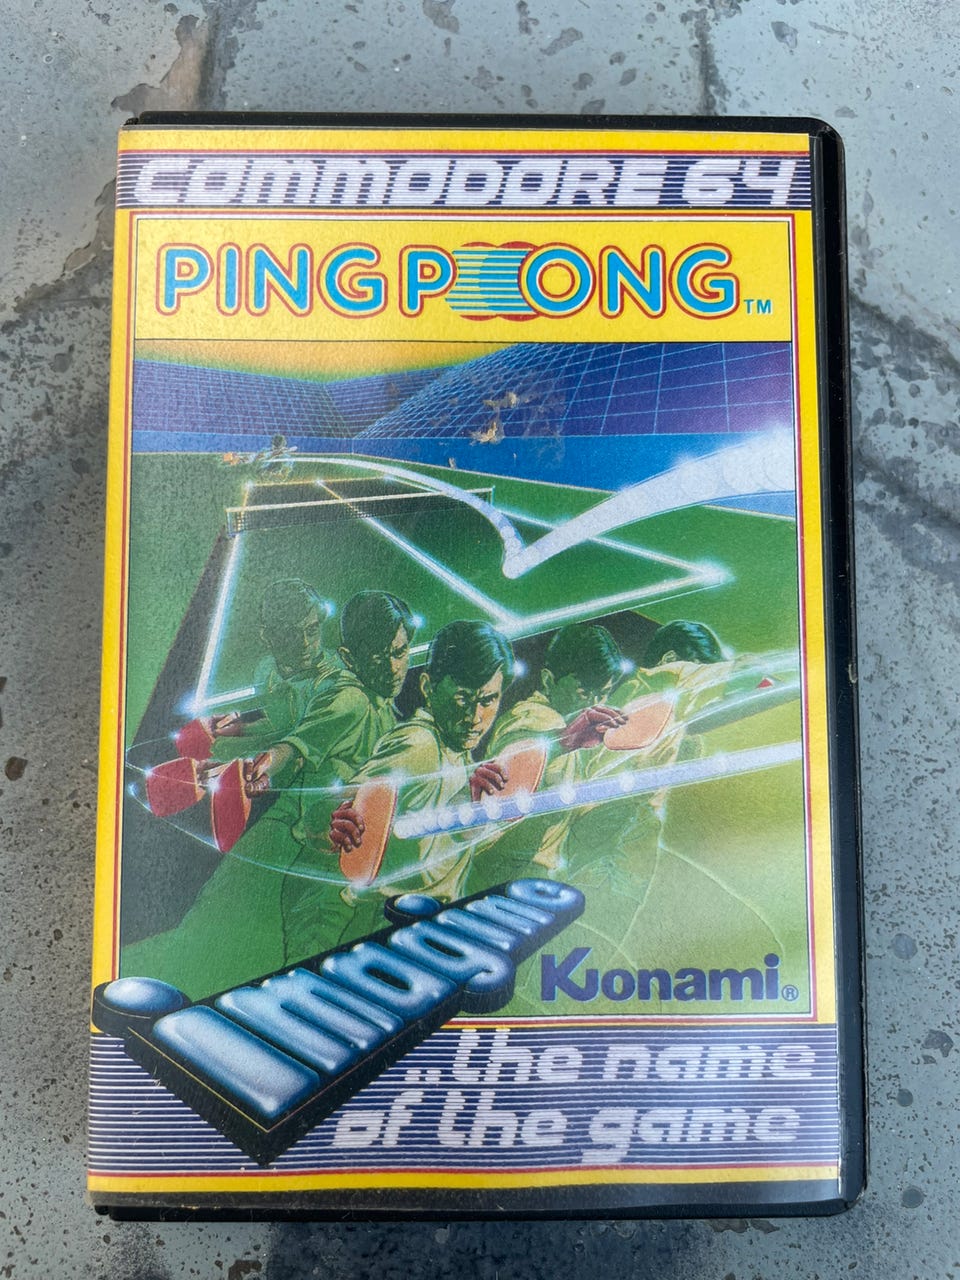 COMMODORE 64
PING PONG™
imagine
Konami®
...the name
of the game